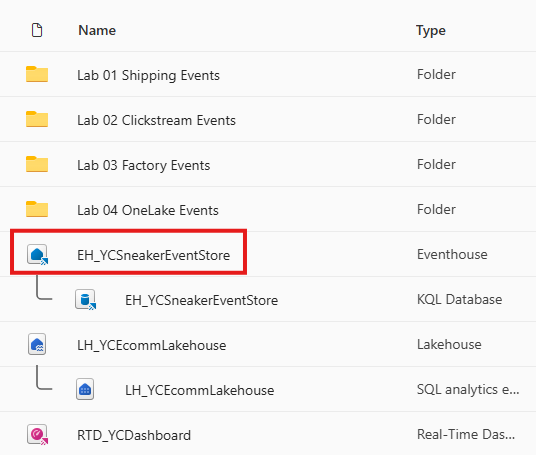 Name Type
Lab 01 Shipping Events Folder
Lab 02 Clickstream Events Folder
Lab 03 Factory Events Folder
Lab 04 OneLake Events Folder
EH_YCSneakerEventStore Eventhouse
EH_YCSneakerEventStore KQL Database
LH_YCEcommLakehouse Lakehouse
LH_YCEcommLakehouse SQL analytics e...
RTD_YCDashboard Real-Time Das...